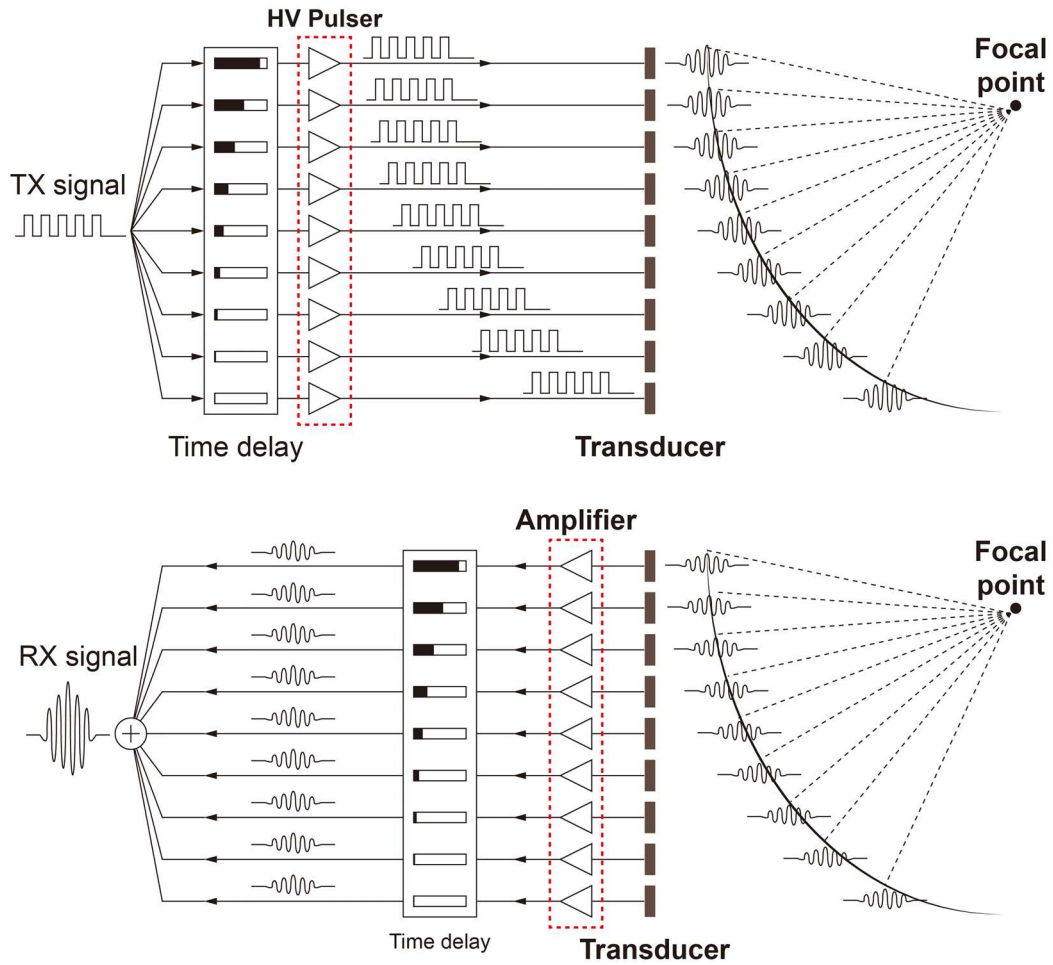 HV Pulser
Focal
point
TX signal
Time delay
Transducer
Amplifier
Focal
point
RX signal
Time delay
Transducer